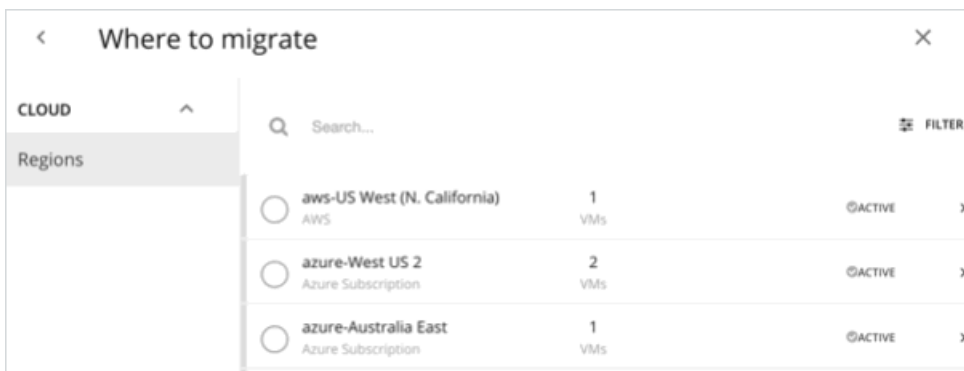 Where to migrate
CLOUD
Regions
Search...
FILTER
aws-US West (N. California)
AWS
1
VMs
ACTIVE
azure-West US 2
Azure Subscription
2
VMs
ACTIVE
azure-Australia East
Azure Subscription
1
VMs
ACTIVE